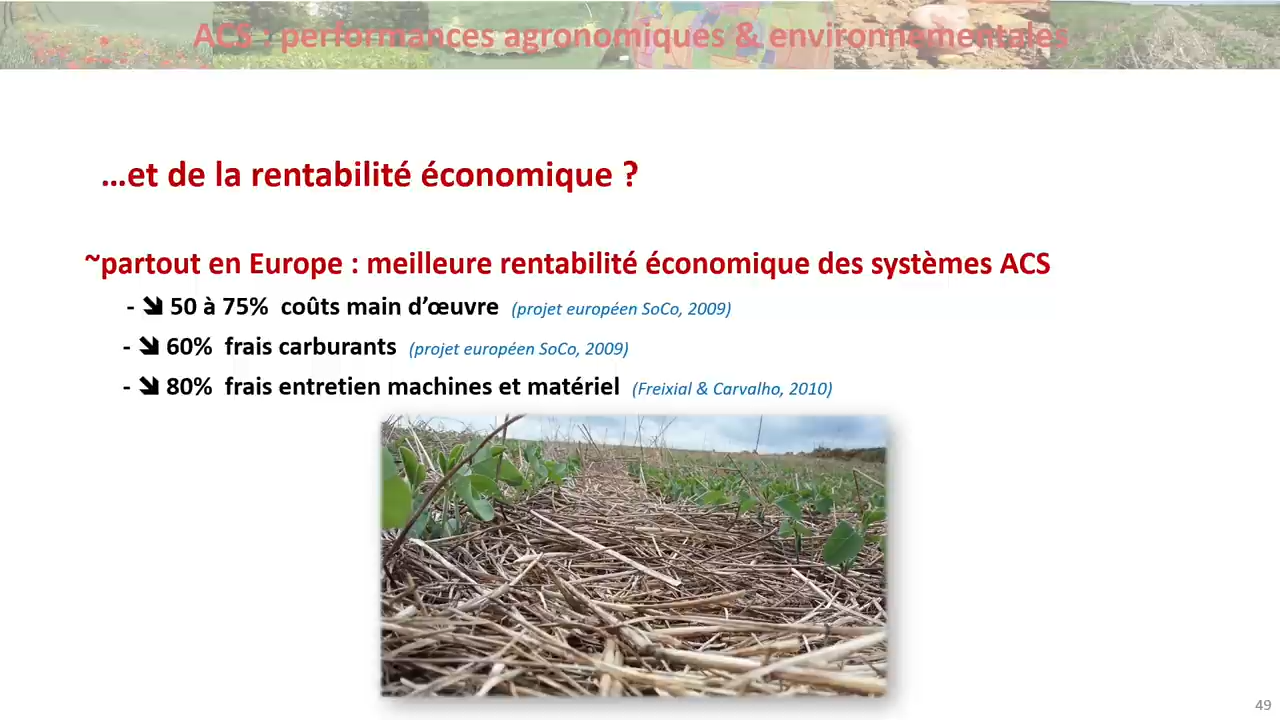 ACS : performances agronomiques & environnementales
...et de la rentabilité économique ?
~partout en Europe : meilleure rentabilité économique des systèmes ACS
- ⬊ 50 à 75% coûts main d'œuvre (projet européen SoCo, 2009)
- ⬊ 60% frais carburants (projet européen SoCo, 2009)
- ⬊ 80% frais entretien machines et matériel (Freixial & Carvalho, 2010)
49